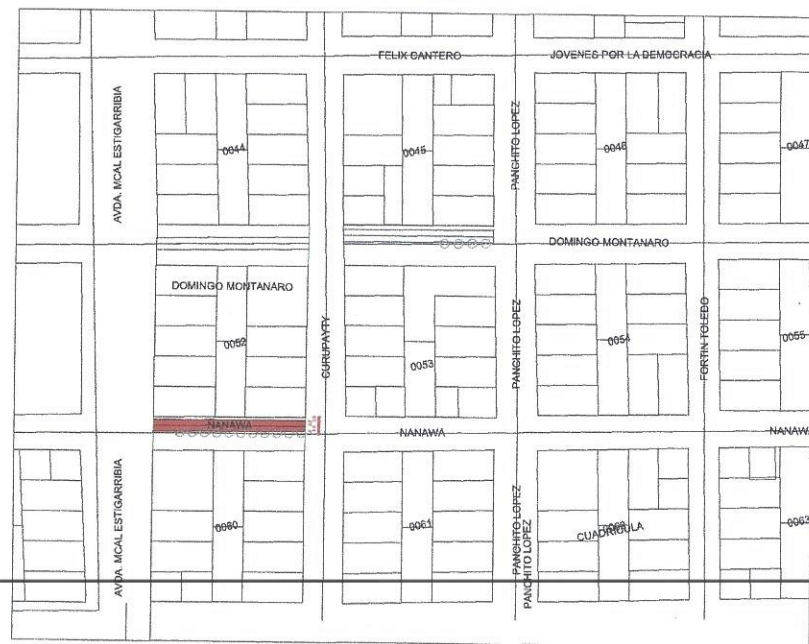 FELIX CANTERO
JOVENES POR LA DEMOCRACIA
AVDA. MCAL ESTIGARRIBIA
PANCHITO LOPEZ
0044
0045
0046
0047
DOMINGO MONTANARO
DOMINGO MONTANARO
CURUPAYTY
PANCHITO LOPEZ
FORTIN TOLEDO
0052
0053
0054
0055
NANAWA
NANAWA
NANAWA
AVDA. MCAL ESTIGARRIBIA
PANCHITO LOPEZ
PANCHITO LOPEZ
0060
0061
CUADRICULA
0063